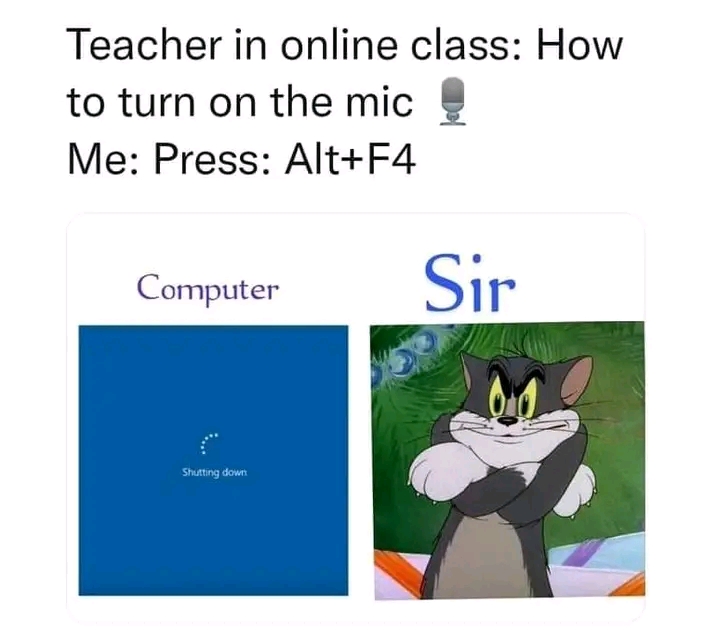 Teacher in online class: How
to turn on the mic 🎙️
Me: Press: Alt+F4
Computer
Sir
Shutting down